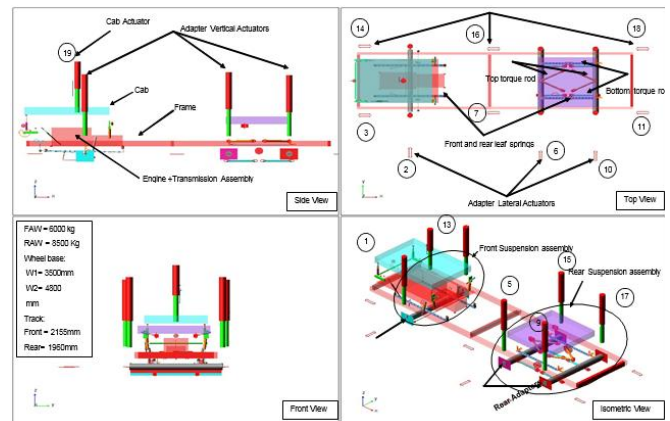 Cab Actuator
Adapter Vertical Actuators
19
Cab
Frame
Engine +Transmission Assembly
Side View
14
16
18
Top torque rod
Bottom torque ro
7
3
11
Front and rear leaf springs
2
6
10
Adapter Lateral Actuators
Top View
FAW = 6000 kg
RAW = 8500 Kg
Wheel base:
W1= 3500mm
W2= 4800
mm
Track:
Front = 2155mm
Rear= 1960mm
Front View
13
1
Front Suspension assembly
5
15
Rear Suspension assembly
17
9
Rear Adapters
Isometric View